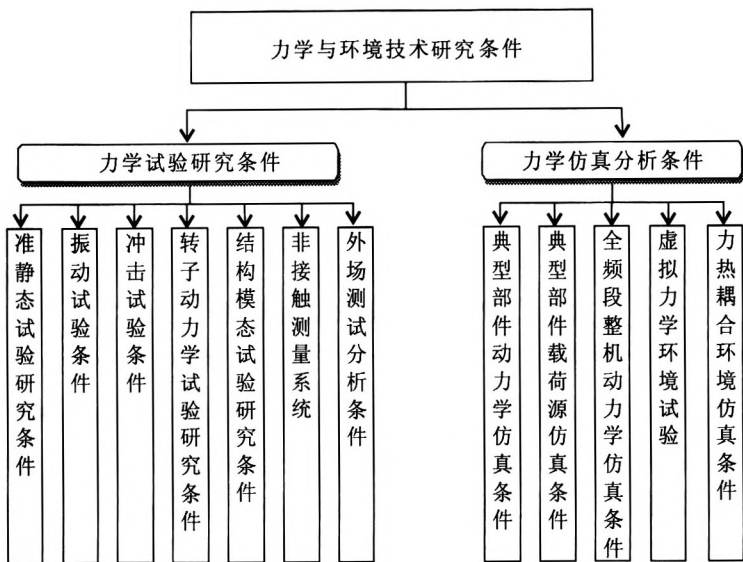 力学与环境技术研究条件
力学试验研究条件
力学仿真分析条件
准静态试验研究条件
振动试验条件
冲击试验条件
转子动力学试验研究条件
结构模态试验研究条件
非接触测量系统
外场测试分析条件
典型部件动力学仿真条件
典型部件载荷源仿真条件
全频段整机动力学仿真条件
虚拟力学环境试验
力热耦合环境仿真条件